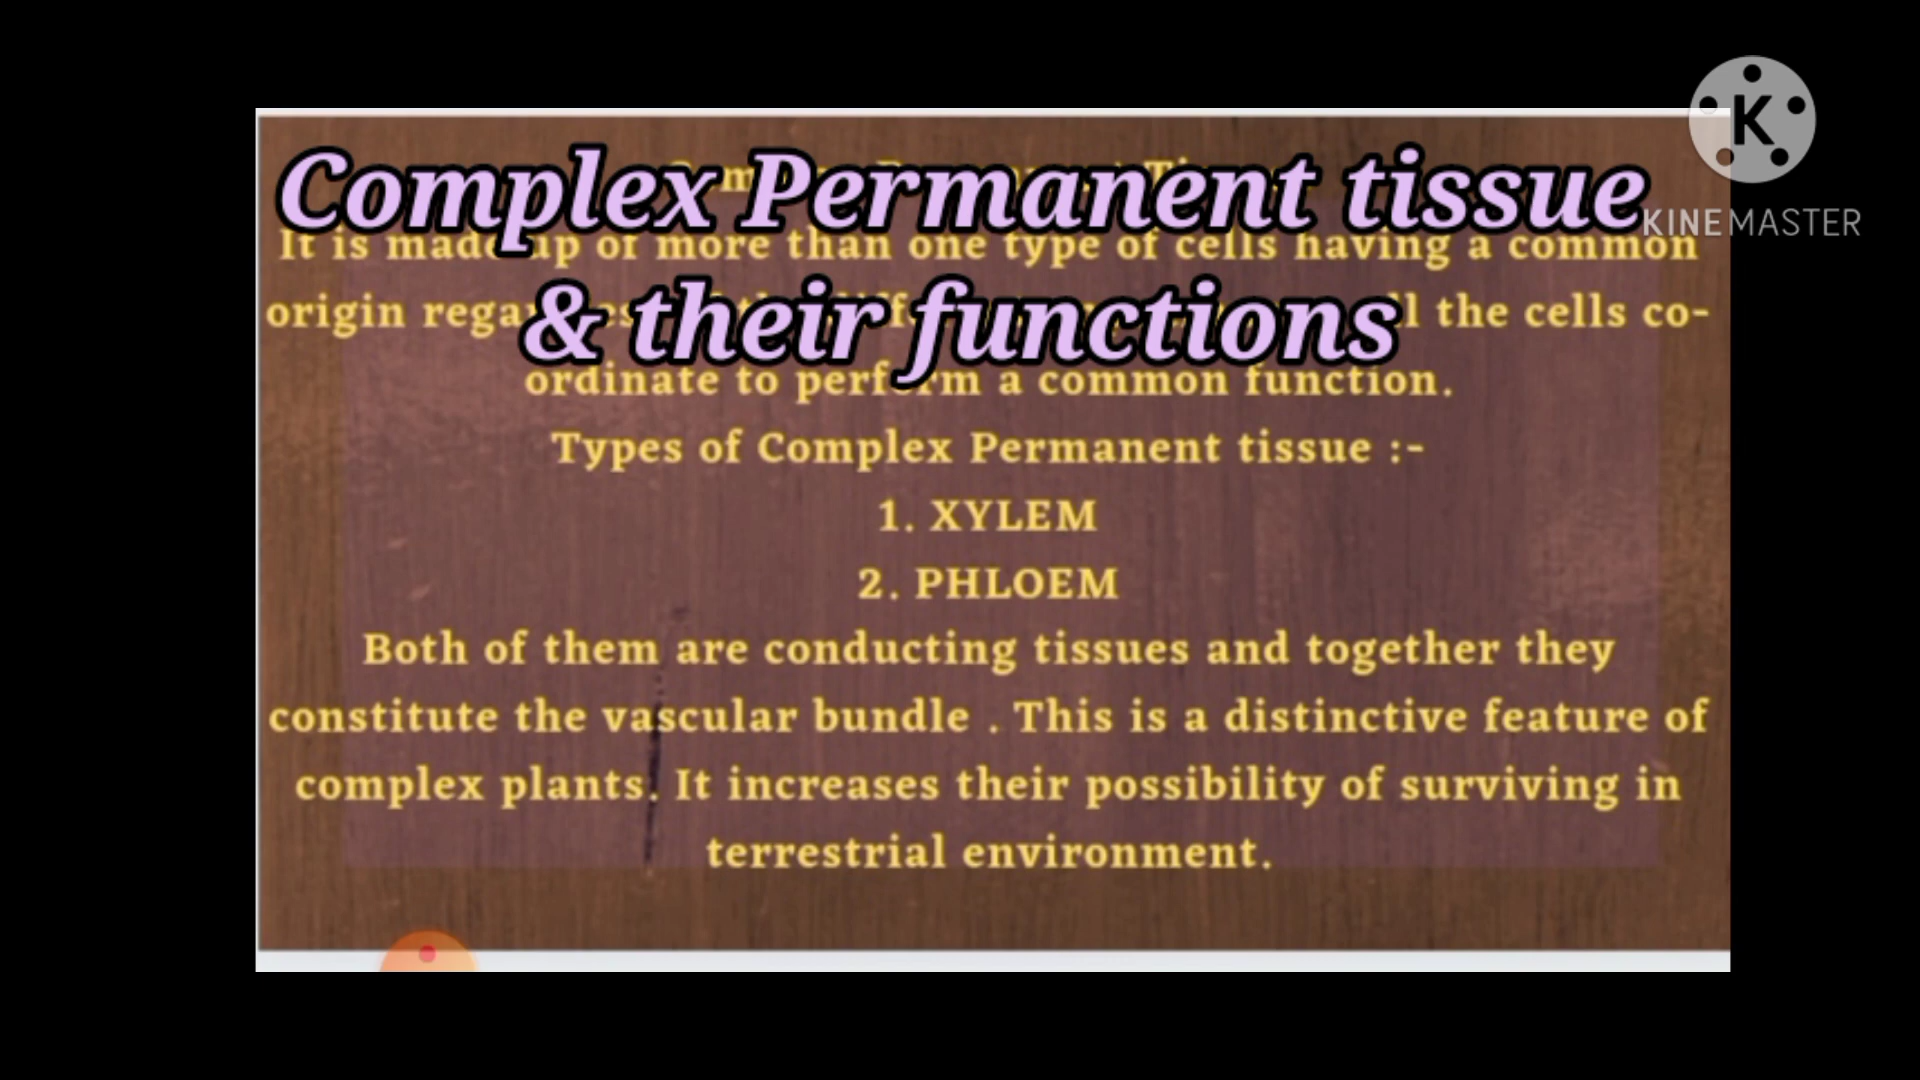 Complex Permanent tissue
& their functions
It is made up of more than one type of cells having a common
origin the cells co-
ordinate to perform a common function.
Types of Complex Permanent tissue :-
1. XYLEM
2. PHLOEM
Both of them are conducting tissues and together they
constitute the vascular bundle . This is a distinctive feature of
complex plants. It increases their possibility of surviving in
terrestrial environment.
K
KINEMASTER